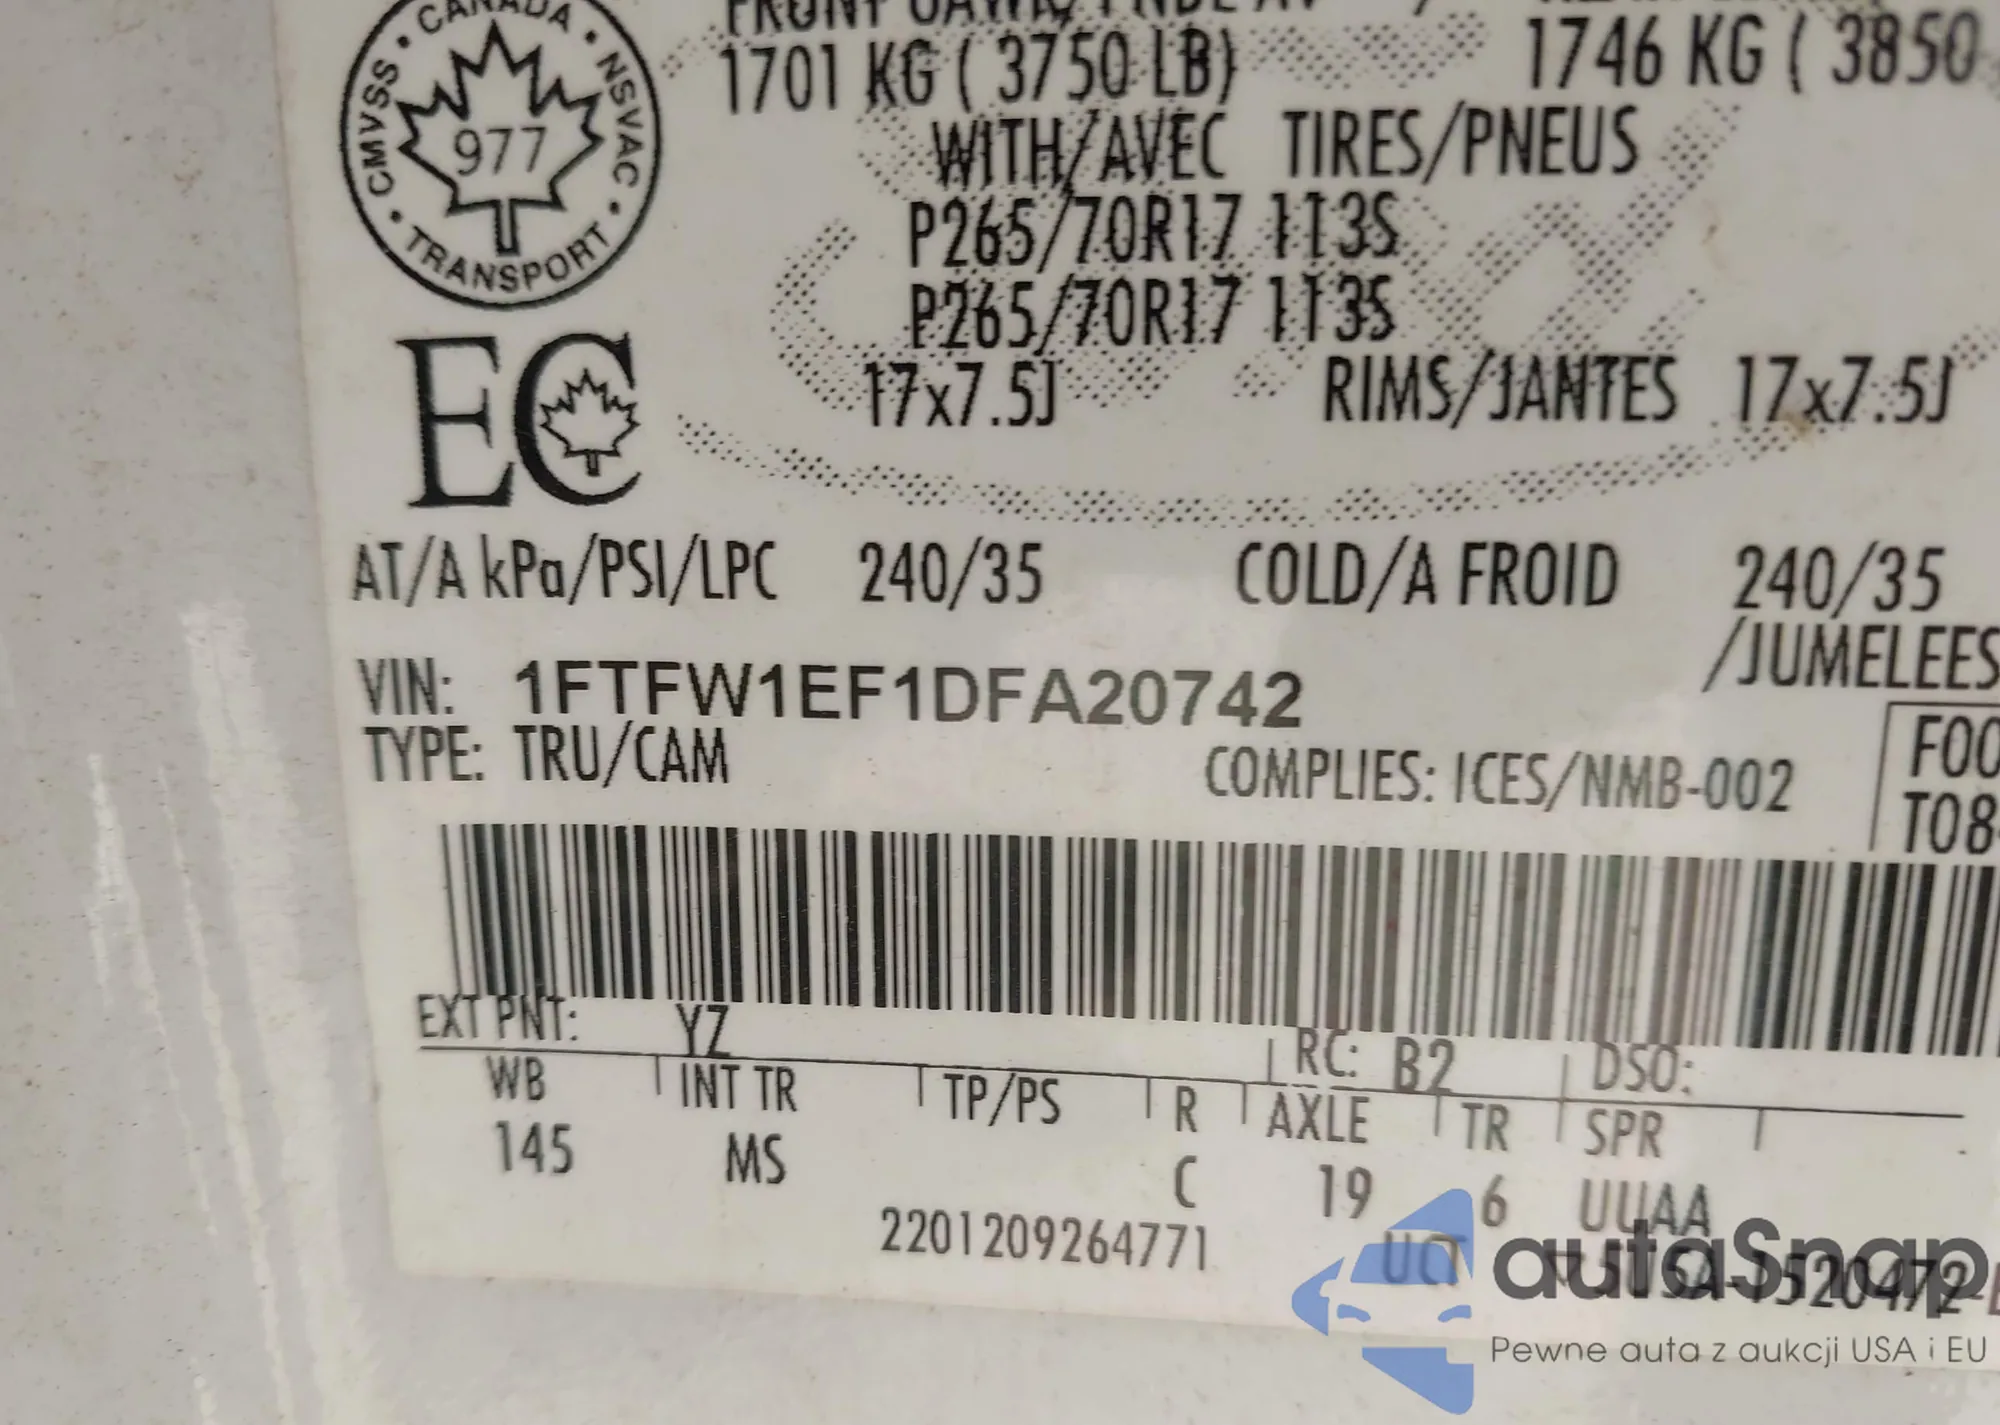 CANADA
CMVSS
NSVAC
977
TRANSPORT
1701 KG ( 3750 LB)
1746 KG ( 3850
WITH/AVEC TIRES/PNEUS
P265/70R17 113S
P265/70R17 113S
17x7.5J RIMS/JANTES 17x7.5J
EC
AT/A kPa/PSI/LPC 240/35 COLD/A FROID 240/35
/JUMELEES
VIN: 1FTFW1EF1DFA20742
TYPE: TRU/CAM
COMPLIES: ICES/NMB-002
F00
T08
EXT PNT: YZ RC: B2 DSO:
WB INT TR TP/PS R AXLE TR SPR
145 MS C 19 6 UUAA
2201209264771
autaSnap
Pewne auta z aukcji USA i EU